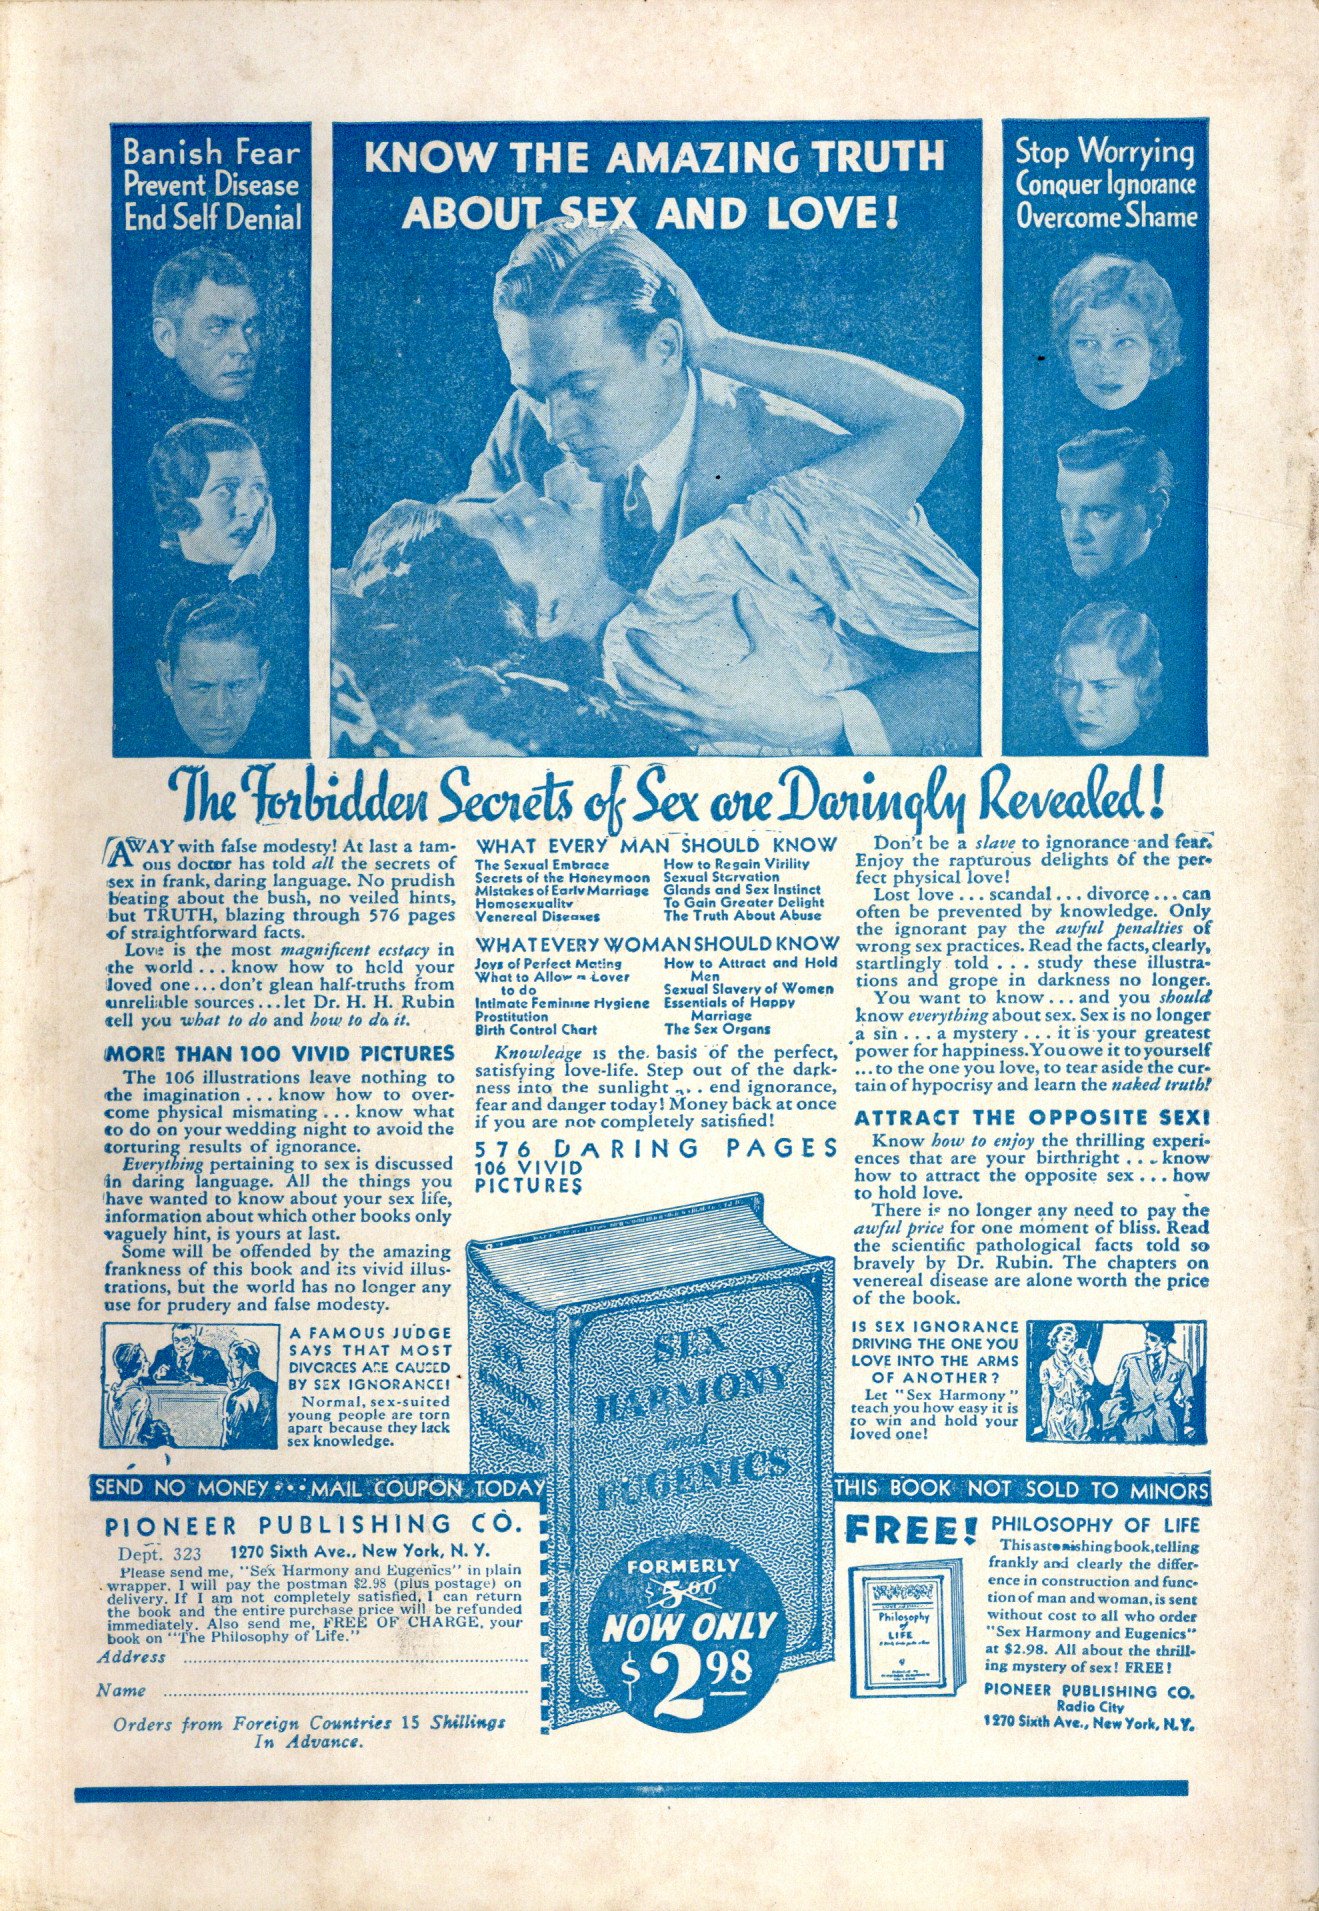 Banish Fear
Prevent Disease
End Self Denial
KNOW THE AMAZING TRUTH
ABOUT SEX AND LOVE!
Stop Worrying
Conquer Ignorance
Overcome Shame
The Forbidden Secrets of Sex are Daringly Revealed!
AWAY with false modesty! At last a fam-
ous doctor has told all the secrets of
sex in frank, daring language. No prudish
beating about the bush, no veiled hints,
but TRUTH, blazing through 576 pages
of straightforward facts.
Love is the most magnificent ecstacy in
the world ... know how to hold your
loved one ... don't glean half-truths from
unreliable sources ... let Dr. H. H. Rubin
tell you what to do and how to do it.
MORE THAN 100 VIVID PICTURES
The 106 illustrations leave nothing to
the imagination ... know how to over-
come physical mismating ... know what
to do on your wedding night to avoid the
torturing results of ignorance.
Everything pertaining to sex is discussed
in daring language. All the things you
have wanted to know about your sex life,
information about which other books only
vaguely hint, is yours at last.
Some will be offended by the amazing
frankness of this book and its vivid illus-
trations, but the world has no longer any
use for prudery and false modesty.
A FAMOUS JUDGE
SAYS THAT MOST
DIVORCES ARE CAUSED
BY SEX IGNORANCE!
Normal, sex-suited
young people are torn
apart because they lack
sex knowledge.
WHAT EVERY MAN SHOULD KNOW
The Sexual Embrace
Secrets of the Honeymoon
Mistakes of Early Marriage
Homosexuality
Venereal Diseases
How to Regain Virility
Sexual Starvation
Glands and Sex Instinct
To Gain Greater Delight
The Truth About Abuse
WHAT EVERY WOMAN SHOULD KNOW
Joys of Perfect Mating
What to Allow a Lover
to do
Intimate Feminine Hygiene
Prostitution
Birth Control Chart
How to Attract and Hold
Men
Sexual Slavery of Women
Essentials of Happy
Marriage
The Sex Organs
Knowledge is the basis of the perfect,
satisfying love-life. Step out of the dark-
ness into the sunlight ... end ignorance,
fear and danger today! Money back at once
if you are not completely satisfied!
576 DARING PAGES
106 VIVID
PICTURES
SEX
HARMONY
and
EUGENICS
SEX
HARMONY
and
EUGENICS
FORMERLY
$5.00
NOW ONLY
$2.98
Don't be a slave to ignorance and fear.
Enjoy the rapturous delights of the per-
fect physical love!
Lost love ... scandal ... divorce ... can
often be prevented by knowledge. Only
the ignorant pay the awful penalties of
wrong sex practices. Read the facts, clearly,
startlingly told ... study these illustra-
tions and grope in darkness no longer.
You want to know ... and you should
know everything about sex. Sex is no longer
a sin ... a mystery ... it is your greatest
power for happiness. You owe it to yourself
... to the one you love, to tear aside the cur-
tain of hypocrisy and learn the naked truth!
ATTRACT THE OPPOSITE SEX!
Know how to enjoy the thrilling experi-
ences that are your birthright ... know
how to attract the opposite sex ... how
to hold love.
There is no longer any need to pay the
awful price for one moment of bliss. Read
the scientific pathological facts told so
bravely by Dr. Rubin. The chapters on
venereal disease are alone worth the price
of the book.
IS SEX IGNORANCE
DRIVING THE ONE YOU
LOVE INTO THE ARMS
OF ANOTHER?
Let "Sex Harmony"
teach you how easy it is
to win and hold your
loved one!
SEND NO MONEY ... MAIL COUPON TODAY
PIONEER PUBLISHING CO.
Dept. 323 1270 Sixth Ave., New York, N. Y.
Please send me, "Sex Harmony and Eugenics" in plain
wrapper. I will pay the postman $2.98 (plus postage) on
delivery. If I am not completely satisfied, I can return
the book and the entire purchase price will be refunded
immediately. Also send me, FREE OF CHARGE, your
book on "The Philosophy of Life."
Address
Name
Orders from Foreign Countries 15 Shillings
In Advance.
THIS BOOK NOT SOLD TO MINORS
FREE!
Philosophy
of
LIFE
PHILOSOPHY OF LIFE
This astonishing book, telling
frankly and clearly the differ-
ence in construction and func-
tion of man and woman, is sent
without cost to all who order
"Sex Harmony and Eugenics"
at $2.98. All about the thrill-
ing mystery of sex! FREE!
PIONEER PUBLISHING CO.
Radio City
1270 Sixth Ave., New York, N.Y.